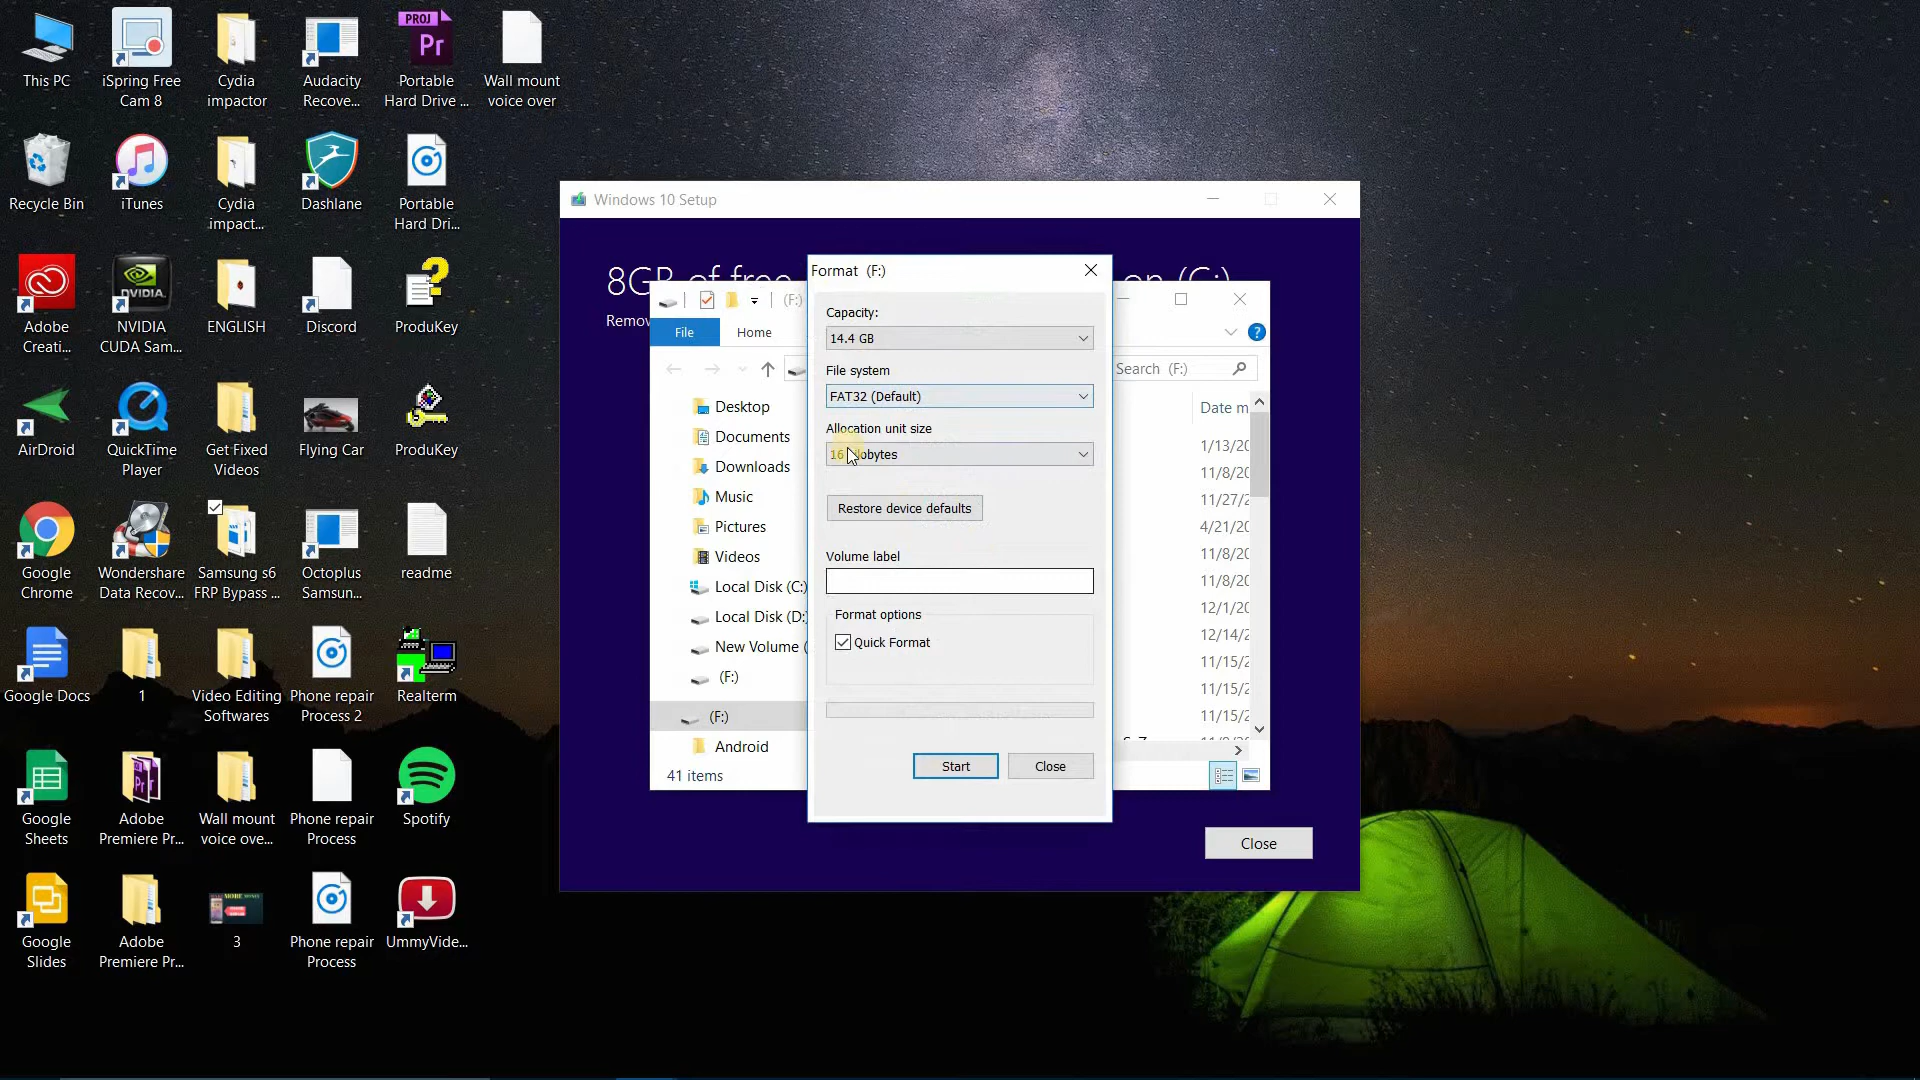 This PC
iSpring Free
Cam 8
Cydia
impactor
Audacity
Recove...
PROJ
Pr
Portable
Hard Drive ...
Wall mount
voice over
Recycle Bin
iTunes
Cydia
impact...
Dashlane
Portable
Hard Dri...
Adobe
Creati...
NVIDIA
NVIDIA
CUDA Sam...
ENGLISH
Discord
ProduKey
AirDroid
QuickTime
Player
Get Fixed
Videos
Flying Car
ProduKey
Google
Chrome
Wondershare
Data Recov...
Samsung s6
FRP Bypass ...
Octoplus
Samsun...
readme
Google Docs
1
Video Editing
Softwares
Phone repair
Process 2
Realterm
Google
Sheets
Adobe
Premiere Pr...
Wall mount
voice ove...
Phone repair
Process
Spotify
Google
Slides
Adobe
Premiere Pr...
3
Phone repair
Process
UmmyVide...
Windows 10 Setup
8GB of free
on (C:)
Remov
(F:)
File
Home
Search (F:)
Desktop
Documents
Downloads
Music
Pictures
Videos
Local Disk (C:)
Local Disk (D:)
New Volume (
(F:)
(F:)
Android
41 items
Date m
1/13/20
11/8/20
11/27/2
4/21/20
11/8/20
11/8/20
12/1/20
12/14/2
11/15/2
11/15/2
11/15/2
Format (F:)
Capacity:
14.4 GB
File system
FAT32 (Default)
Allocation unit size
16 kilobytes
Restore device defaults
Volume label
Format options
Quick Format
Start
Close
Close